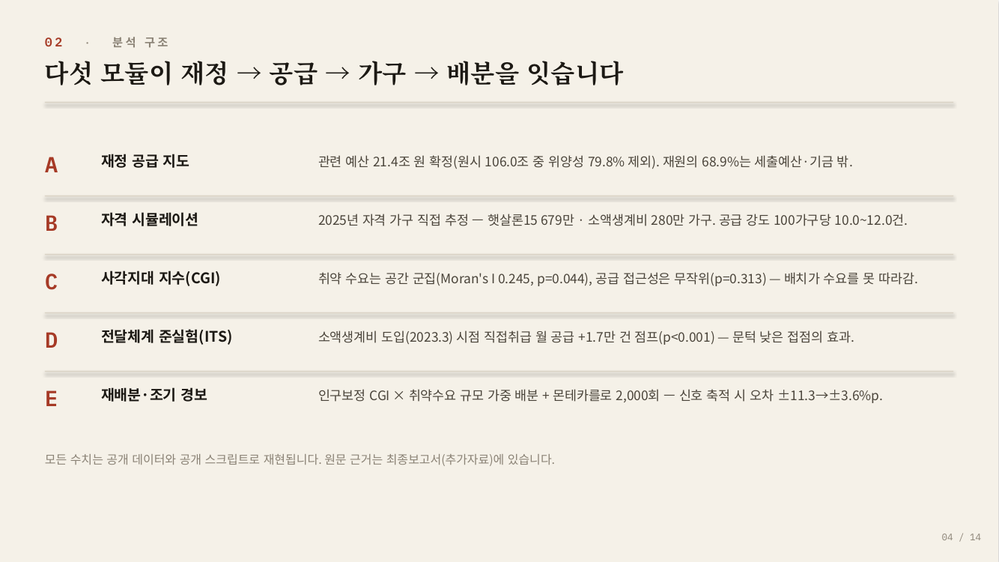 02 · 분석 구조
다섯 모듈이 재정 → 공급 → 가구 → 배분을 잇습니다
A 재정 공급 지도 관련 예산 21.4조 원 확정(원시 106.0조 중 위양성 79.8% 제외). 재원의 68.9%는 세출예산·기금 밖.
B 자격 시뮬레이션 2025년 자격 가구 직접 추정 — 햇살론15 679만 · 소액생계비 280만 가구. 공급 강도 100가구당 10.0~12.0건.
C 사각지대 지수(CGI) 취약 수요는 공간 군집(Moran's I 0.245, p=0.044), 공급 접근성은 무작위(p=0.313) — 배치가 수요를 못 따라감.
D 전달체계 준실험(ITS) 소액생계비 도입(2023.3) 시점 직접취급 월 공급 +1.7만 건 점프(p<0.001) — 문턱 낮은 접점의 효과.
E 재배분·조기 경보 인구보정 CGI × 취약수요 규모 가중 배분 + 몬테카를로 2,000회 — 신호 축적 시 오차 ±11.3→±3.6%p.
모든 수치는 공개 데이터와 공개 스크립트로 재현됩니다. 원문 근거는 최종보고서(추가자료)에 있습니다.
04 / 14